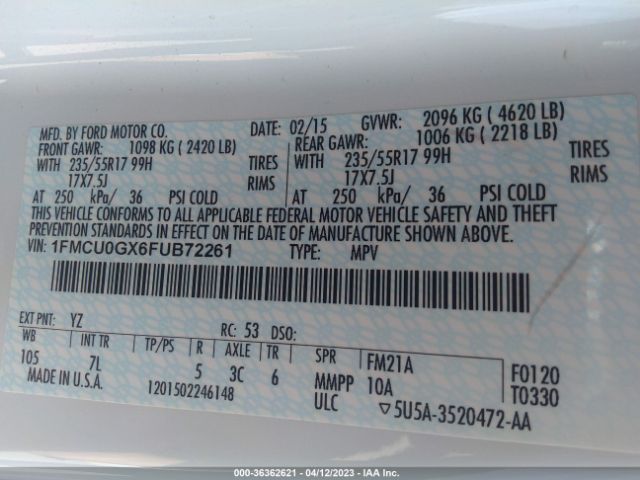 MFD. BY FORD MOTOR CO. DATE: 02/15 GVWR: 2096 KG ( 4620 LB)
FRONT GAWR: 1098 KG ( 2420 LB) REAR GAWR: 1006 KG ( 2218 LB)
WITH 235/55R17 99H TIRES WITH 235/55R17 99H TIRES
17X7.5J RIMS 17X7.5J RIMS
AT 250 kPa/ 36 PSI COLD AT 250 kPa/ 36 PSI COLD
THIS VEHICLE CONFORMS TO ALL APPLICABLE FEDERAL MOTOR VEHICLE SAFETY AND THEFT
PREVENTION STANDARDS IN EFFECT ON THE DATE OF MANUFACTURE SHOWN ABOVE.
VIN: 1FMCU0GX6FUB72261 TYPE: MPV
EXT PNT: YZ RC: 53 DSO:
WB INT TR TP/PS R AXLE TR SPR FM21A F0120
105 7L 5 3C 6 MMPP 10A T0330
MADE IN U.S.A. 1201502246148 ULC ▽5U5A-3520472-AA
000-36362621 - 04/12/2023 - IAA Inc.